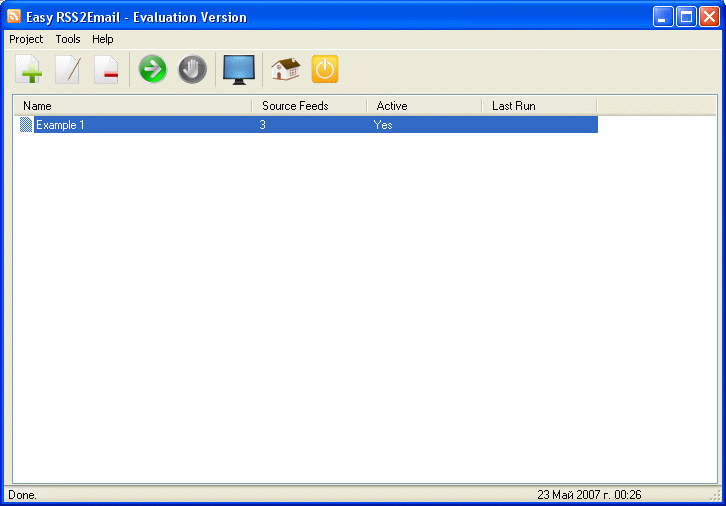 Easy RSS2Email - Evaluation Version
Project Tools Help
Name Source Feeds Active Last Run
Example 1 3 Yes
Done. 23 Май 2007 г. 00:26